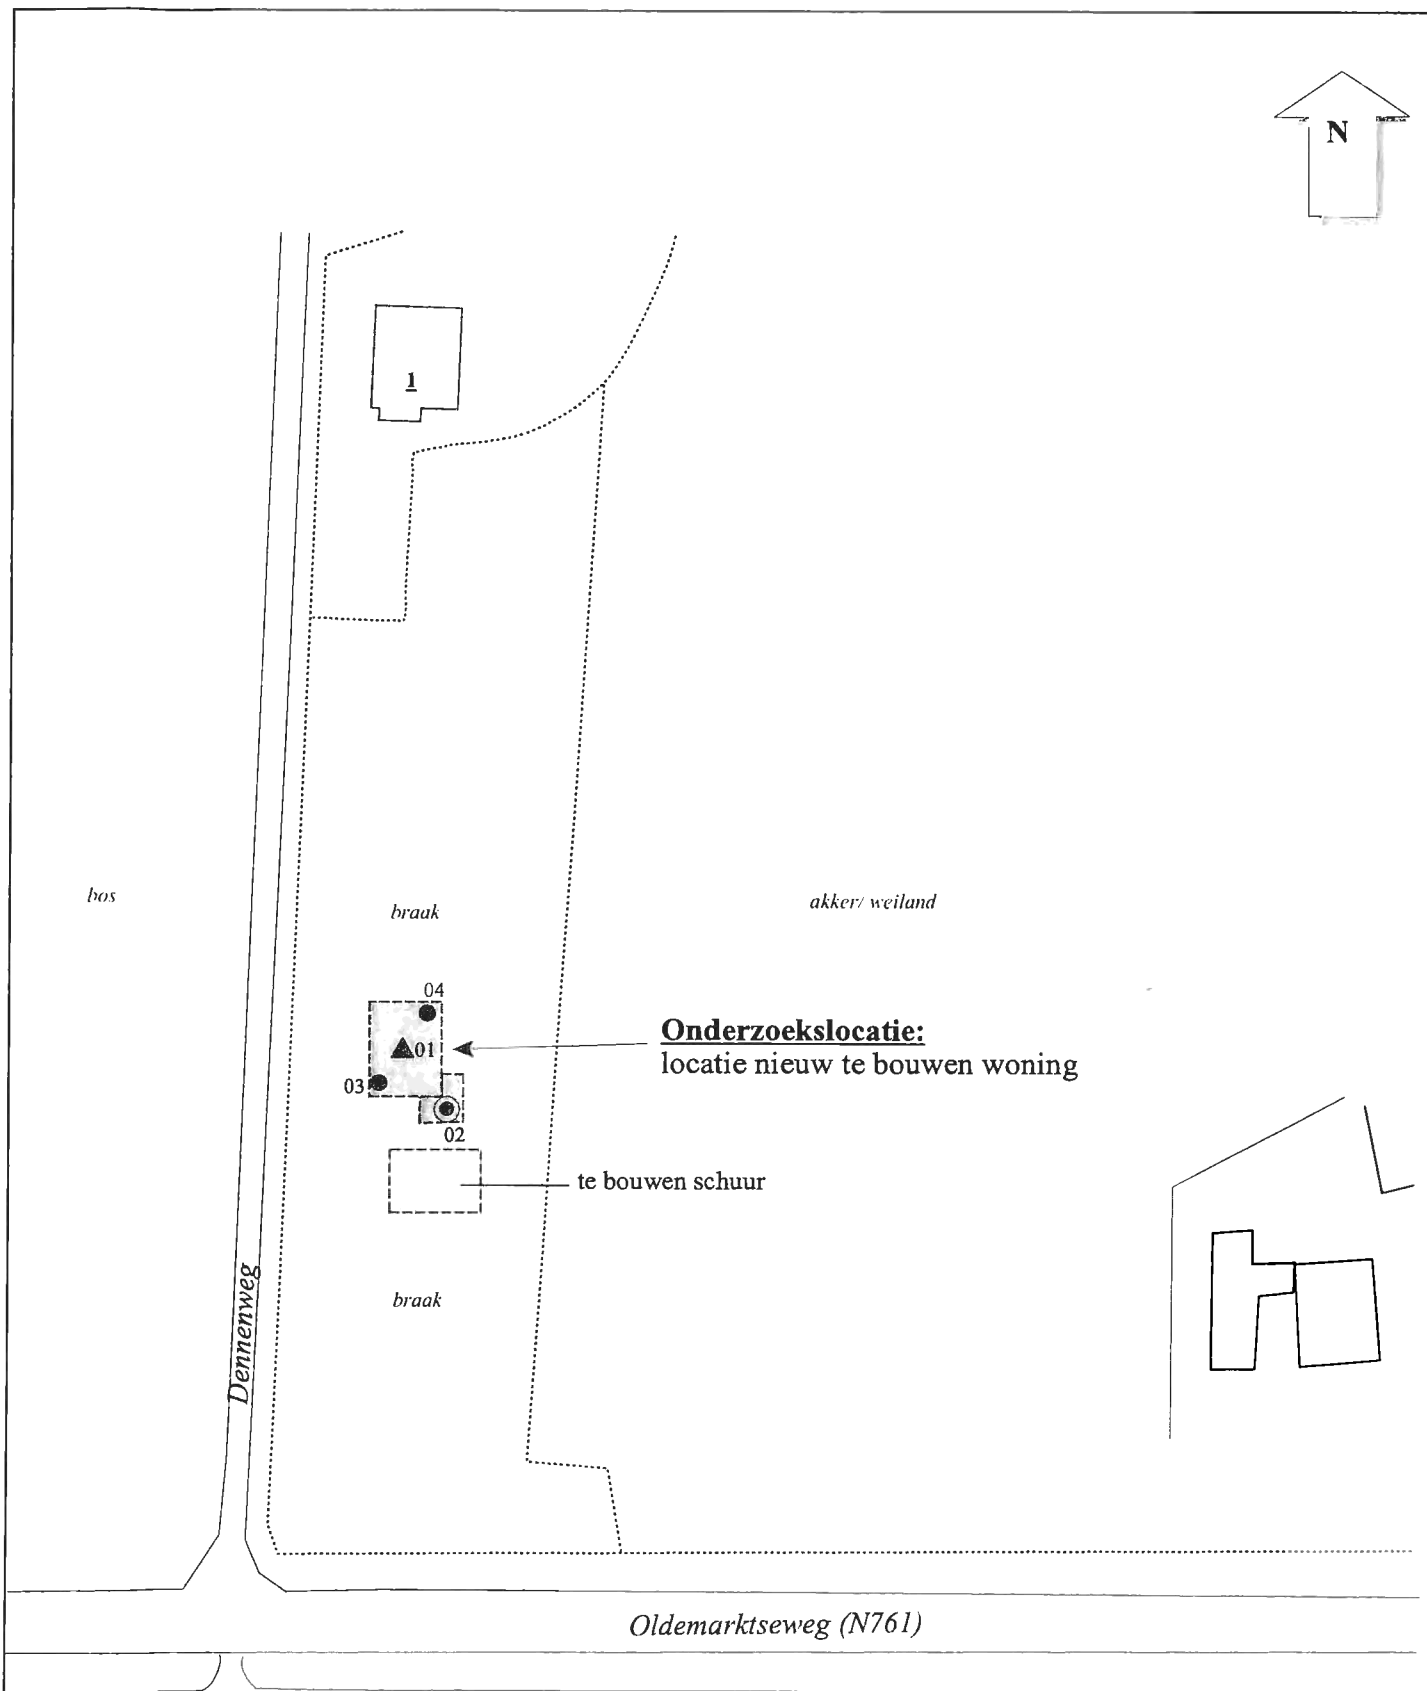 N
1
bos
braak
akker/ weiland
04
01
03
02
Onderzoekslocatie:
locatie nieuw te bouwen woning
te bouwen schuur
braak
Dennenweg
Oldemarktseweg (N761)